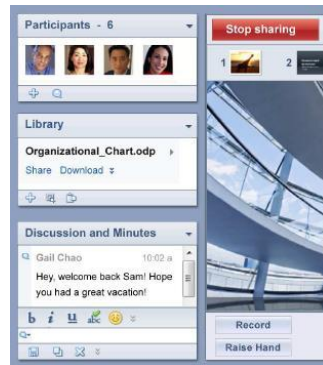 Participants - 6
Library
Organizational_Chart.odp
Share Download
Discussion and Minutes
Gail Chao 10:02 a
Hey, welcome back Sam! Hope
you had a great vacation!
b i u abc
Stop sharing
1 2
Record
Raise Hand